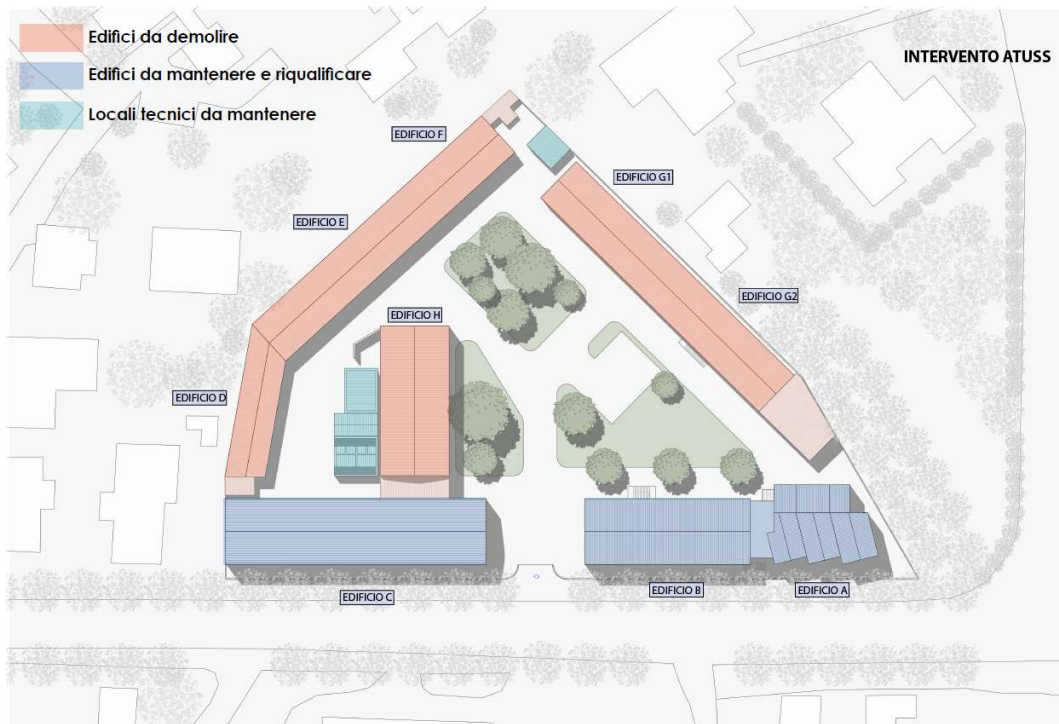 Edifici da demolire
Edifici da mantenere e riqualificare
Locali tecnici da mantenere
INTERVENTO ATUSS
EDIFICIO F
EDIFICIO G1
EDIFICIO E
EDIFICIO G2
EDIFICIO H
EDIFICIO D
EDIFICIO C
EDIFICIO B
EDIFICIO A